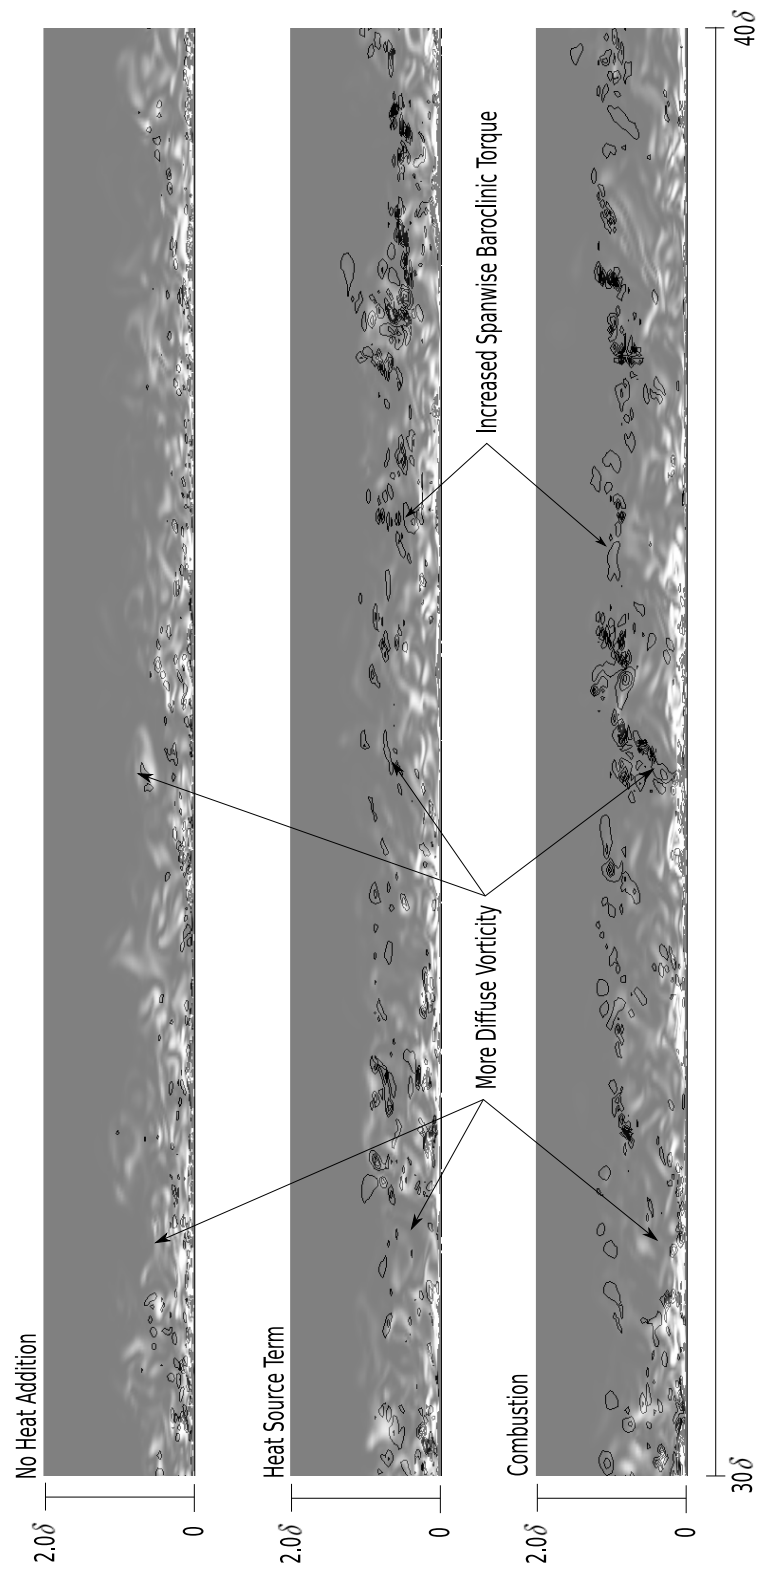 No Heat Addition
2.0δ
0
Heat Source Term
2.0δ
0
Increased Spanwise Baroclinic Torque
More Diffuse Vorticity
Combustion
2.0δ
0
30δ
40δ